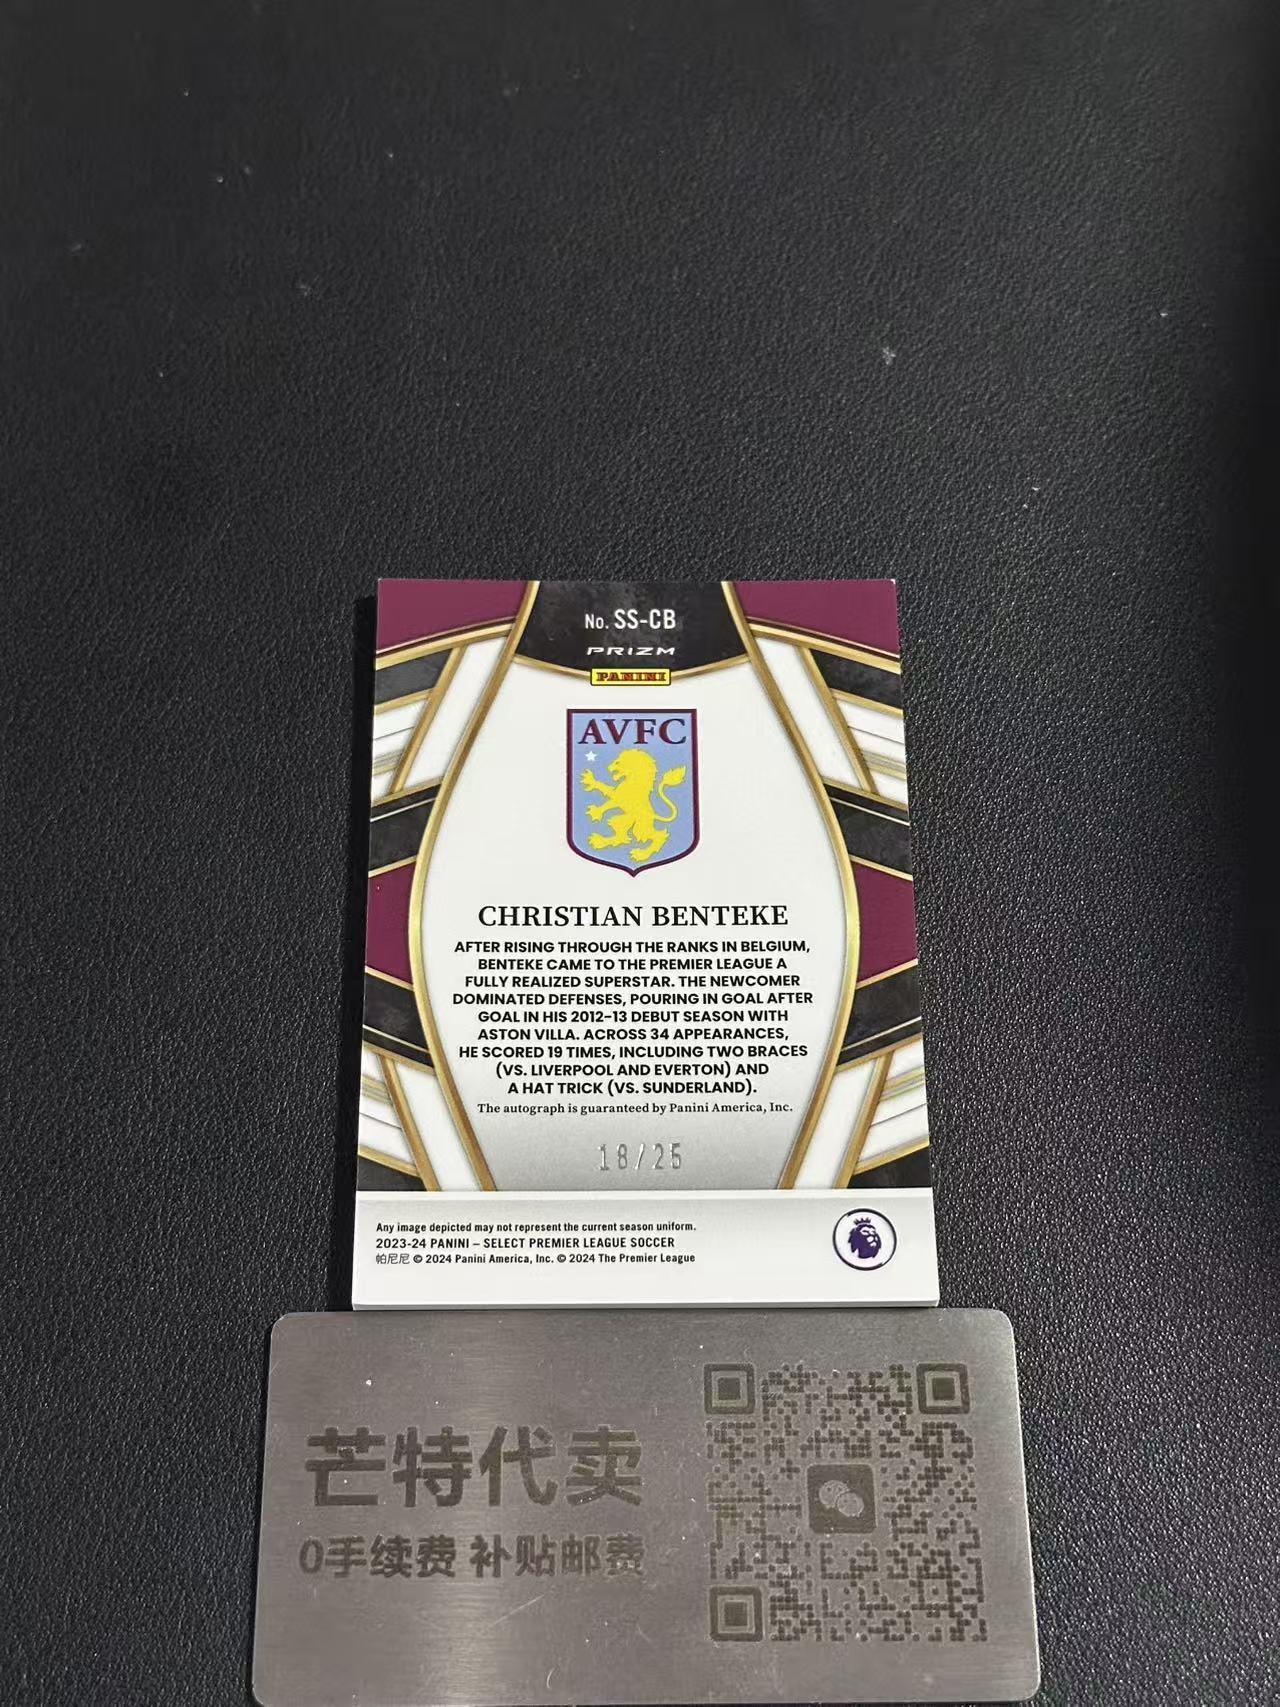 No. SS-CB
PRIZM
PANINI
AVFC
CHRISTIAN BENTEKE
AFTER RISING THROUGH THE RANKS IN BELGIUM,
BENTEKE CAME TO THE PREMIER LEAGUE A
FULLY REALIZED SUPERSTAR. THE NEWCOMER
DOMINATED DEFENSES, POURING IN GOAL AFTER
GOAL IN HIS 2012-13 DEBUT SEASON WITH
ASTON VILLA. ACROSS 34 APPEARANCES,
HE SCORED 19 TIMES, INCLUDING TWO BRACES
(VS. LIVERPOOL AND EVERTON) AND
A HAT TRICK (VS. SUNDERLAND).
The autograph is guaranteed by Panini America, Inc.
18/25
Any image depicted may not represent the current season uniform.
2023-24 PANINI – SELECT PREMIER LEAGUE SOCCER
帕尼尼 © 2024 Panini America, Inc. © 2024 The Premier League
芒特代卖
0手续费 补贴邮费